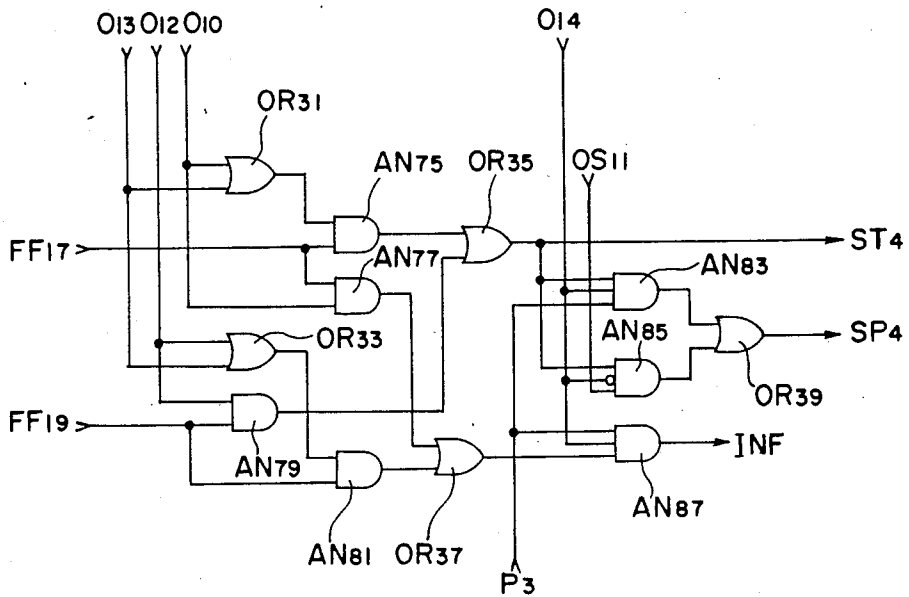 O13 O12 O10
O14
OR31
AN75
OR35
OS11
FF17
AN77
ST4
AN83
OR33
AN85
SP4
OR39
FF19
AN79
INF
AN81
OR37
AN87
P3